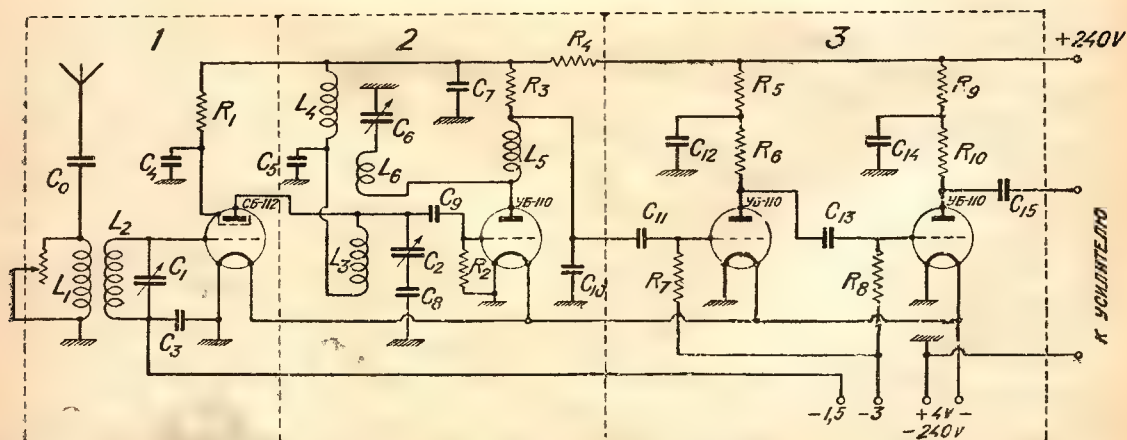 1
2
3
+240V
R4
R1
L4
C7
R3
R5
R9
C6
C0
C4
C5
L6
L5
C12
R6
C14
R10
СБ-112
C9
УБ-110
УБ-110
УБ-110
C15
L2
C11
C13
L1
C1
L3
C2
R2
C10
R7
R8
C3
C8
К УСИЛИТЕЛЮ
-1,5
-3
+4V-
-240V